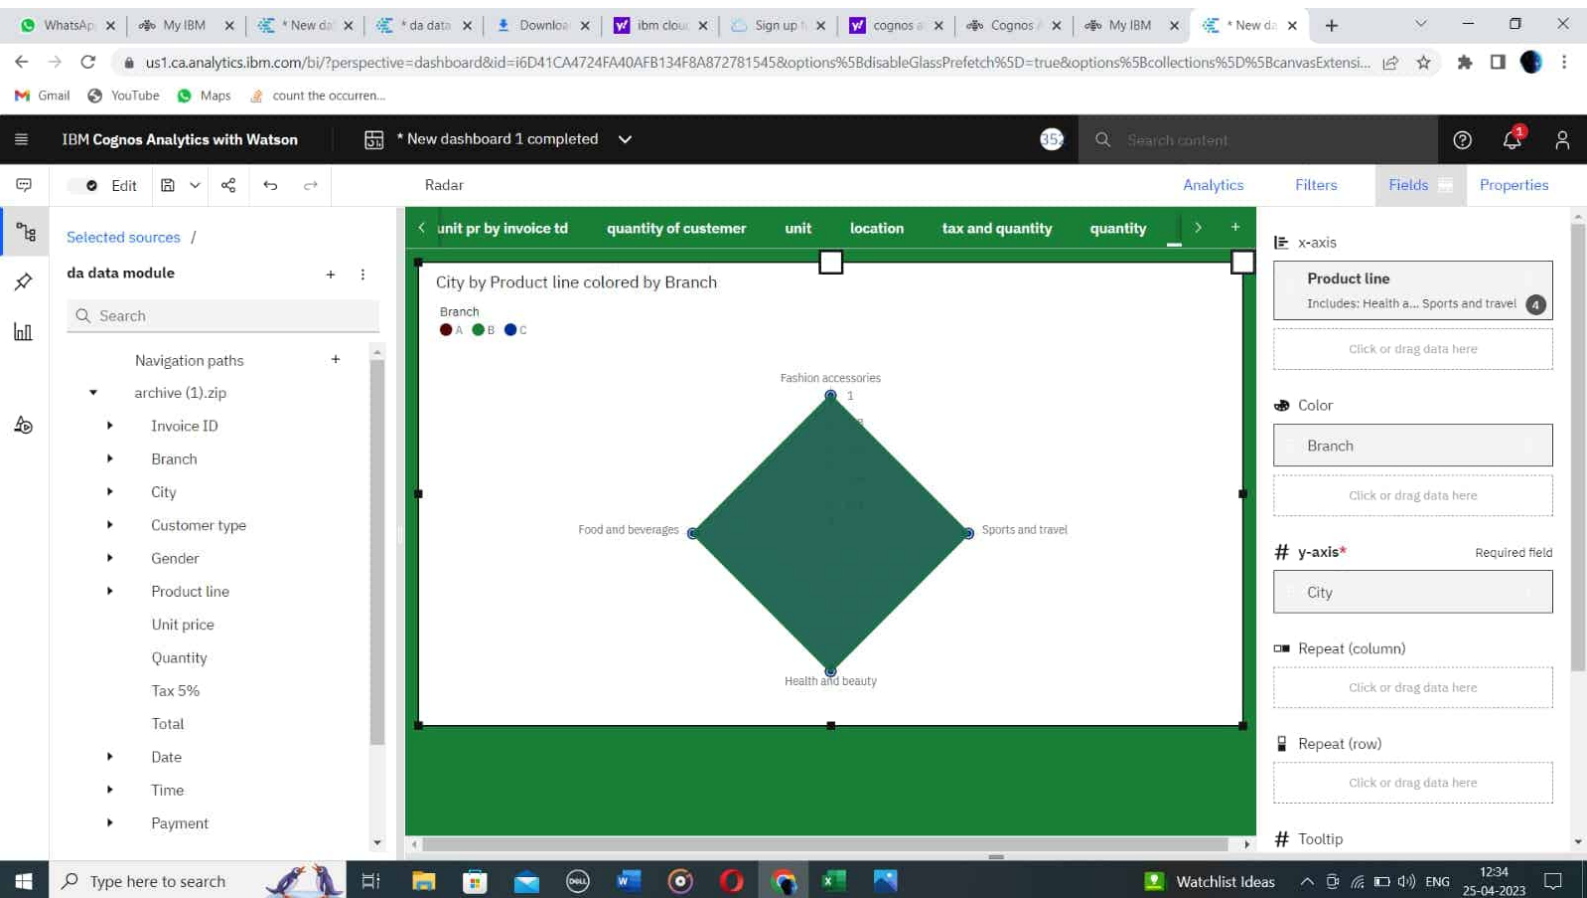 WhatsAp
My IBM
* New da
* da data
Downloa
ibm clou
Sign up
cognos a
Cognos A
My IBM
* New da
us1.ca.analytics.ibm.com/bi/?perspective=dashboard&id=i6D41CA4724FA40AFB134F8A872781545&options%5BdisableGlassPrefetch%5D=true&options%5Bcollections%5D%5BcanvasExtensi...
Gmail
YouTube
Maps
count the occurren...
IBM Cognos Analytics with Watson
* New dashboard 1 completed
352
Search content
1
Edit
Radar
Analytics
Filters
Fields
Properties
Selected sources /
da data module
Search
Navigation paths
archive (1).zip
Invoice ID
Branch
City
Customer type
Gender
Product line
Unit price
Quantity
Tax 5%
Total
Date
Time
Payment
unit pr by invoice td
quantity of custemer
unit
location
tax and quantity
quantity
City by Product line colored by Branch
Branch
A B C
Fashion accessories
1
Food and beverages
Sports and travel
Health and beauty
x-axis
Product line
Includes: Health a... Sports and travel
4
Click or drag data here
Color
Branch
Click or drag data here
# y-axis*
Required field
City
Repeat (column)
Click or drag data here
Repeat (row)
Click or drag data here
# Tooltip
Type here to search
DELL
Watchlist Ideas
ENG
12:34
25-04-2023